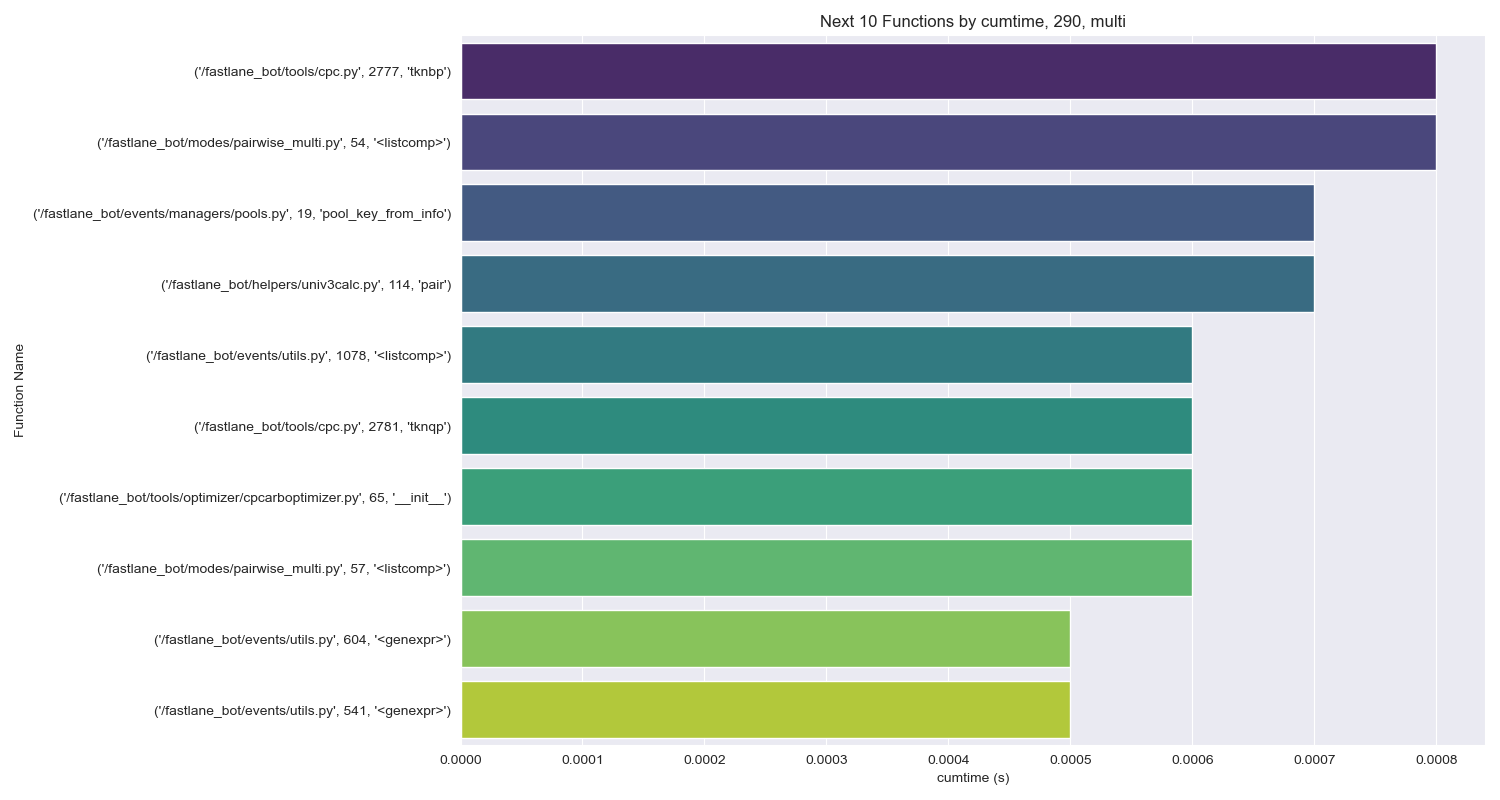 Next 10 Functions by cumtime, 290, multi
('/fastlane_bot/tools/cpc.py', 2777, 'tknbp')
('/fastlane_bot/modes/pairwise_multi.py', 54, '<listcomp>')
('/fastlane_bot/events/managers/pools.py', 19, 'pool_key_from_info')
('/fastlane_bot/helpers/univ3calc.py', 114, 'pair')
('/fastlane_bot/events/utils.py', 1078, '<listcomp>')
('/fastlane_bot/tools/cpc.py', 2781, 'tknqp')
('/fastlane_bot/tools/optimizer/cpcarboptimizer.py', 65, '__init__')
('/fastlane_bot/modes/pairwise_multi.py', 57, '<listcomp>')
('/fastlane_bot/events/utils.py', 604, '<genexpr>')
('/fastlane_bot/events/utils.py', 541, '<genexpr>')
Function Name
0.0000 0.0001 0.0002 0.0003 0.0004 0.0005 0.0006 0.0007 0.0008
cumtime (s)